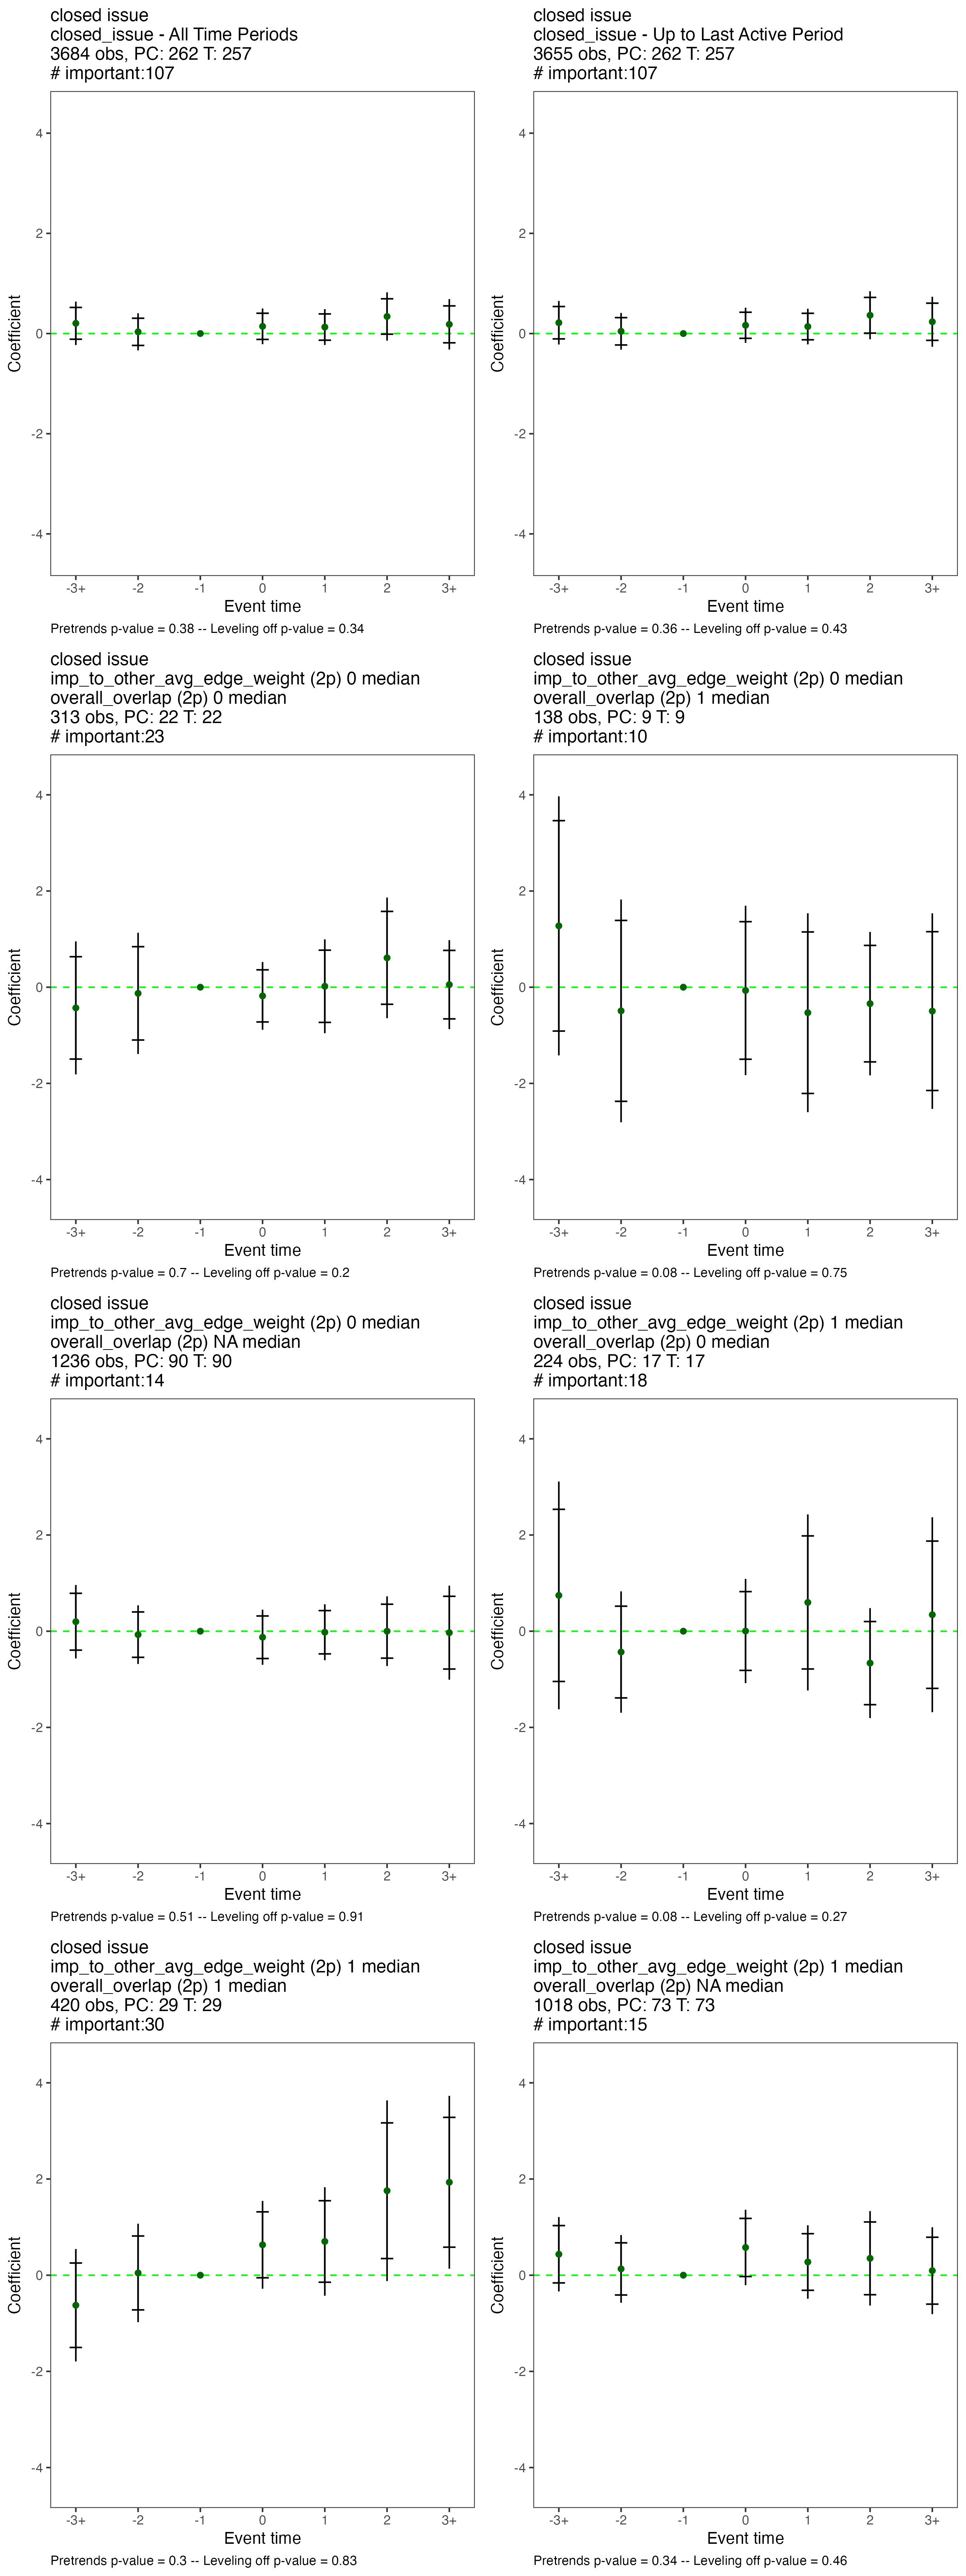 closed issue
closed_issue - All Time Periods
3684 obs, PC: 262 T: 257
# important:107
4
2
0
-2
-4
Coefficient
-3+ -2 -1 0 1 2 3+
Event time
Pretrends p-value = 0.38 -- Leveling off p-value = 0.34
closed issue
closed_issue - Up to Last Active Period
3655 obs, PC: 262 T: 257
# important:107
4
2
0
-2
-4
Coefficient
-3+ -2 -1 0 1 2 3+
Event time
Pretrends p-value = 0.36 -- Leveling off p-value = 0.43
closed issue
imp_to_other_avg_edge_weight (2p) 0 median
overall_overlap (2p) 0 median
313 obs, PC: 22 T: 22
# important:23
4
2
0
-2
-4
Coefficient
-3+ -2 -1 0 1 2 3+
Event time
Pretrends p-value = 0.7 -- Leveling off p-value = 0.2
closed issue
imp_to_other_avg_edge_weight (2p) 0 median
overall_overlap (2p) 1 median
138 obs, PC: 9 T: 9
# important:10
4
2
0
-2
-4
Coefficient
-3+ -2 -1 0 1 2 3+
Event time
Pretrends p-value = 0.08 -- Leveling off p-value = 0.75
closed issue
imp_to_other_avg_edge_weight (2p) 0 median
overall_overlap (2p) NA median
1236 obs, PC: 90 T: 90
# important:14
4
2
0
-2
-4
Coefficient
-3+ -2 -1 0 1 2 3+
Event time
Pretrends p-value = 0.51 -- Leveling off p-value = 0.91
closed issue
imp_to_other_avg_edge_weight (2p) 1 median
overall_overlap (2p) 0 median
224 obs, PC: 17 T: 17
# important:18
4
2
0
-2
-4
Coefficient
-3+ -2 -1 0 1 2 3+
Event time
Pretrends p-value = 0.08 -- Leveling off p-value = 0.27
closed issue
imp_to_other_avg_edge_weight (2p) 1 median
overall_overlap (2p) 1 median
420 obs, PC: 29 T: 29
# important:30
4
2
0
-2
-4
Coefficient
-3+ -2 -1 0 1 2 3+
Event time
Pretrends p-value = 0.3 -- Leveling off p-value = 0.83
closed issue
imp_to_other_avg_edge_weight (2p) 1 median
overall_overlap (2p) NA median
1018 obs, PC: 73 T: 73
# important:15
4
2
0
-2
-4
Coefficient
-3+ -2 -1 0 1 2 3+
Event time
Pretrends p-value = 0.34 -- Leveling off p-value = 0.46